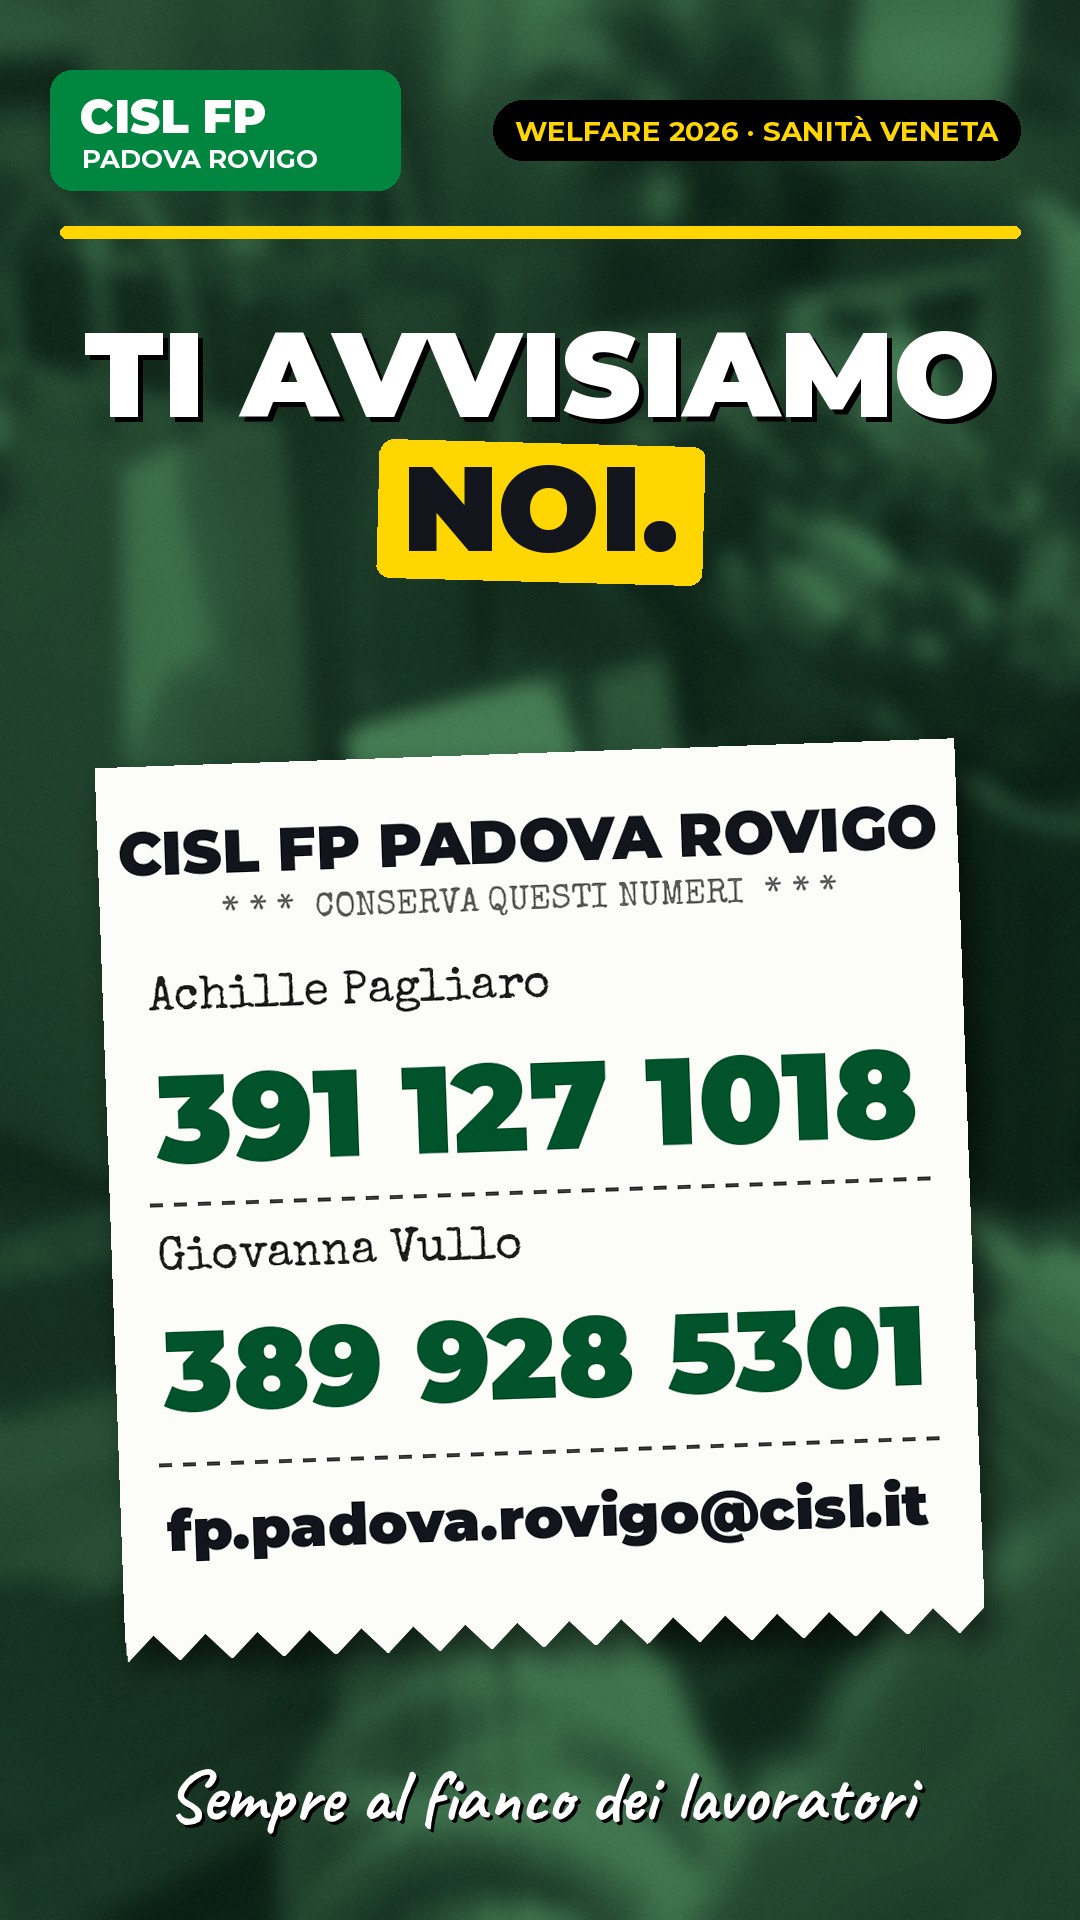 CISL FP
PADOVA ROVIGO
WELFARE 2026 · SANITÀ VENETA
TI AVVISIAMO
NOI.
CISL FP PADOVA ROVIGO
*** CONSERVA QUESTI NUMERI ***
Achille Pagliaro
391 127 1018
Giovanna Vullo
389 928 5301
fp.padova.rovigo@cisl.it
Sempre al fianco dei lavoratori